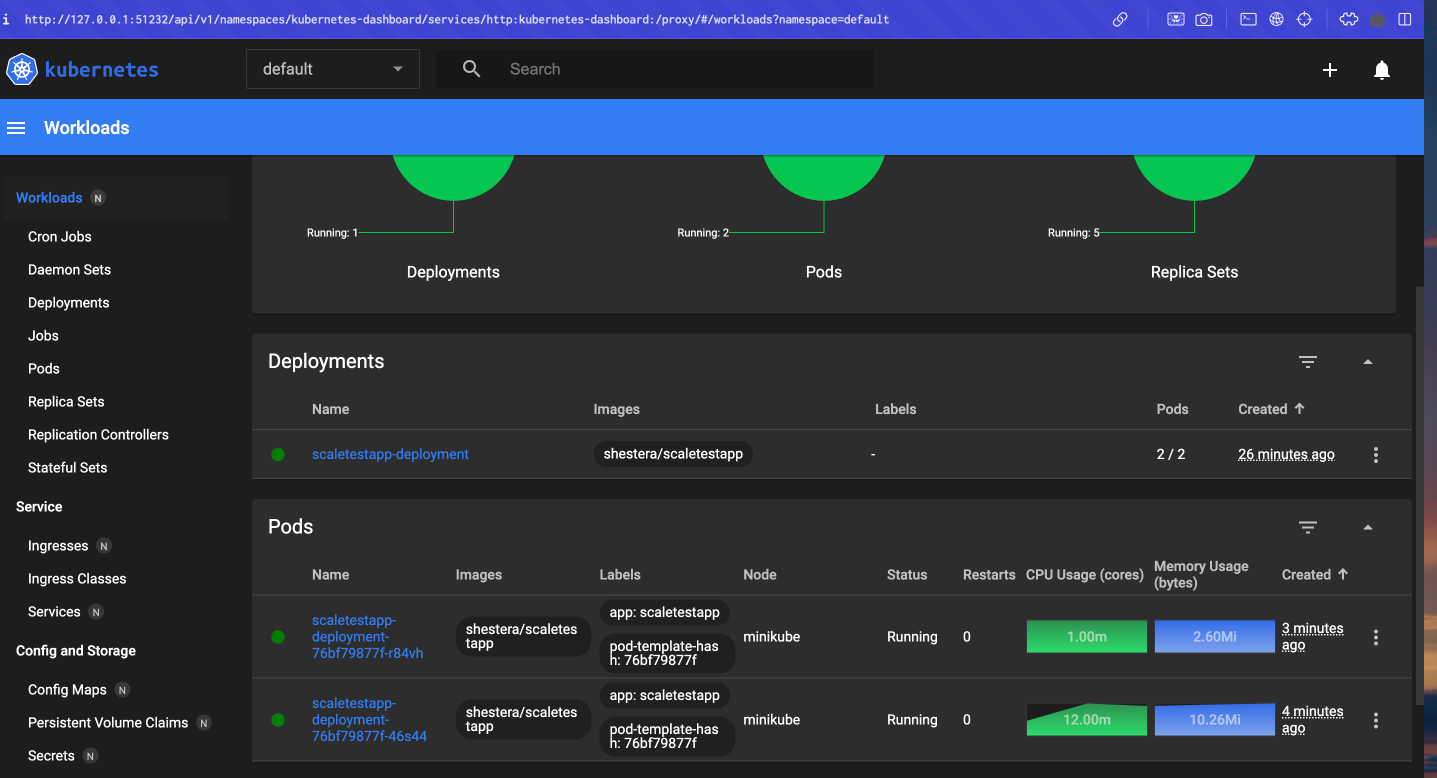 http://127.0.0.1:51232/api/v1/namespaces/kubernetes-dashboard/services/http:kubernetes-dashboard:/proxy/#/workloads?namespace=default
kubernetes
default
Search
Workloads
Workloads N
Cron Jobs
Daemon Sets
Deployments
Jobs
Pods
Replica Sets
Replication Controllers
Stateful Sets
Service
Ingresses N
Ingress Classes
Services N
Config and Storage
Config Maps N
Persistent Volume Claims N
Secrets N
Running: 1 Running: 2 Running: 5
Deployments Pods Replica Sets
Deployments
Name Images Labels Pods Created
scaletestapp-deployment shestera/scaletestapp - 2 / 2 26 minutes ago
Pods
Name Images Labels Node Status Restarts CPU Usage (cores) Memory Usage
(bytes) Created
scaletestapp-
deployment-
76bf79877f-r84vh
shestera/scaletes
tapp
app: scaletestapp
pod-template-has
h: 76bf79877f
minikube Running 0 1.00m 2.60Mi 3 minutes
ago
scaletestapp-
deployment-
76bf79877f-46s44
shestera/scaletes
tapp
app: scaletestapp
pod-template-has
h: 76bf79877f
minikube Running 0 12.00m 10.26Mi 4 minutes
ago